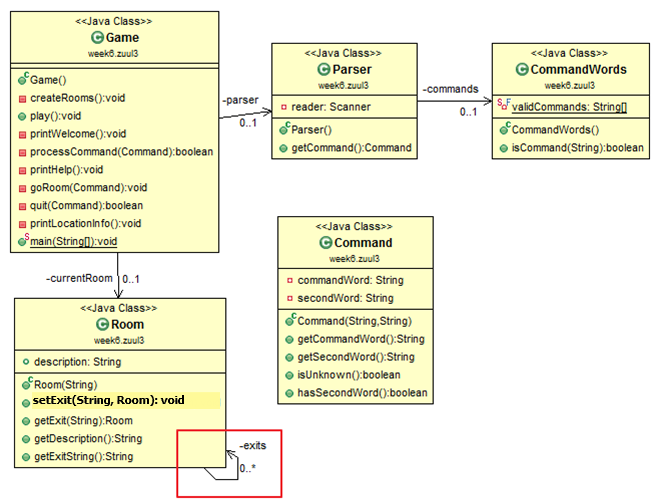 <<Java Class>>
C Game
week6.zuul3
C Game()
createRooms():void
play():void
printWelcome():void
processCommand(Command):boolean
printHelp():void
goRoom(Command):void
quit(Command):boolean
printLocationInfo():void
S main(String[]):void
-parser
0..1
<<Java Class>>
C Parser
week6.zuul3
reader: Scanner
C Parser()
getCommand():Command
-commands
0..1
<<Java Class>>
C CommandWords
week6.zuul3
S F validCommands: String[]
C CommandWords()
isCommand(String):boolean
<<Java Class>>
C Command
week6.zuul3
commandWord: String
secondWord: String
C Command(String,String)
getCommandWord():String
getSecondWord():String
isUnknown():boolean
hasSecondWord():boolean
-currentRoom
0..1
<<Java Class>>
C Room
week6.zuul3
description: String
C Room(String)
setExit(String, Room): void
getExit(String):Room
getDescription():String
getExitString():String
-exits
0..*